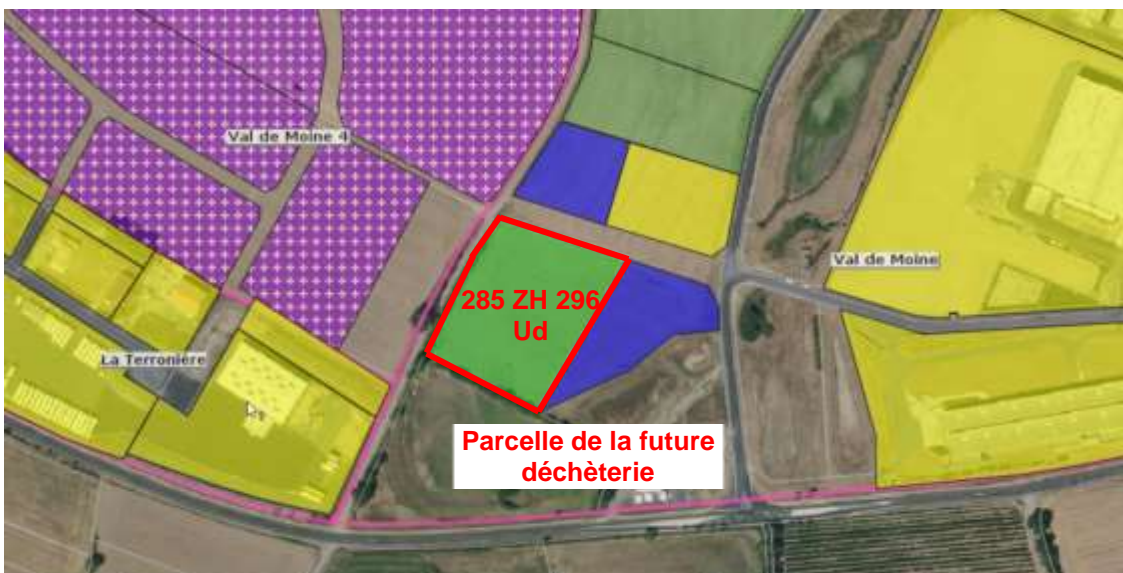 Val de Moine 4
Val de Moine
285 ZH 296
Ud
La Terronière
Parcelle de la future
déchèterie